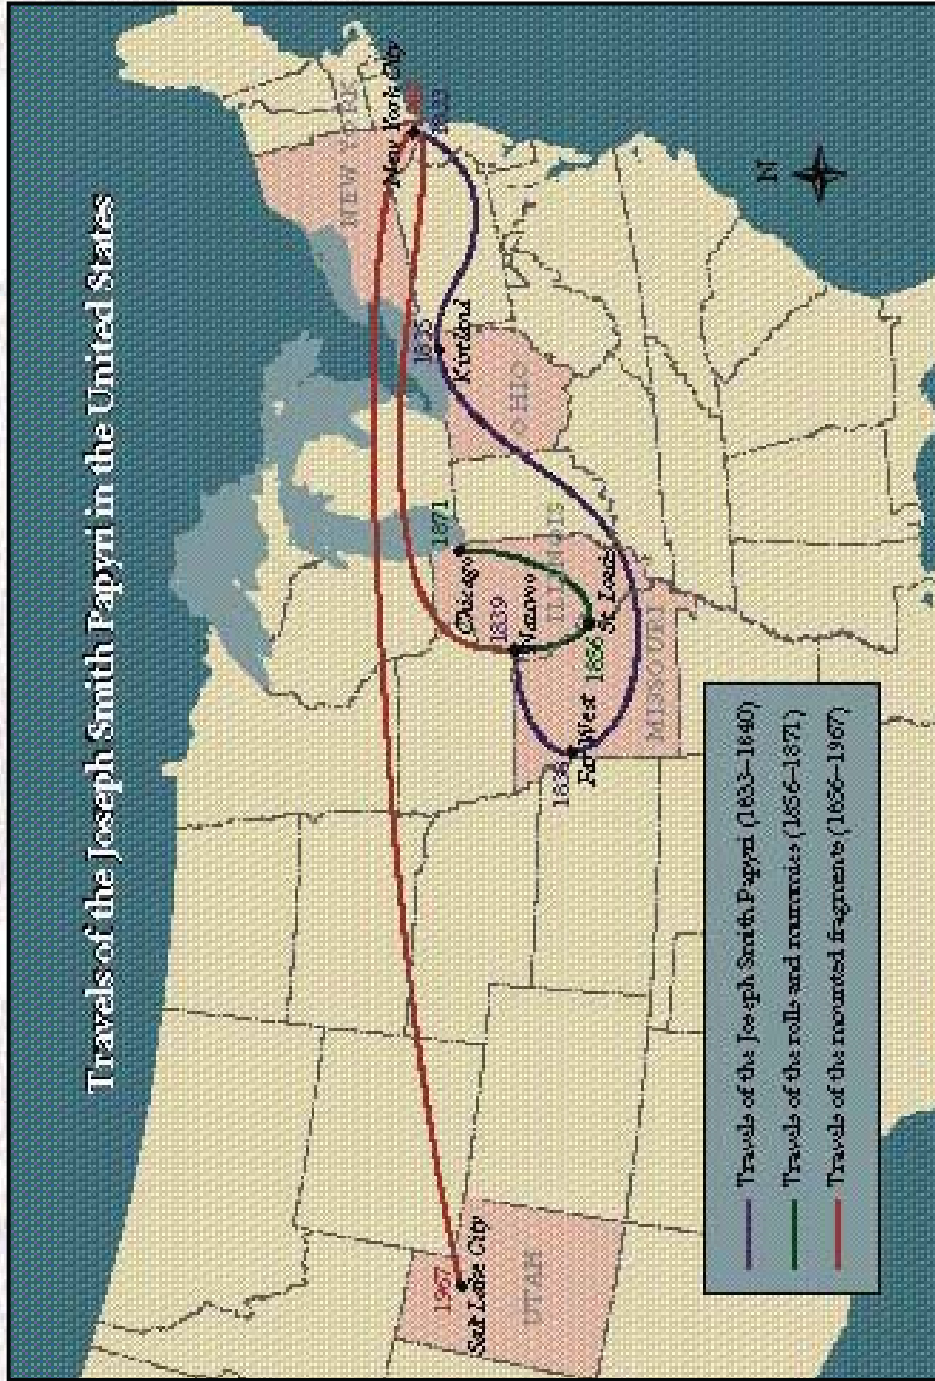 Travels of the Joseph Smith Papyri in the United States
NEW YORK
New York City
1833
1835
Kirtland
OHIO
1871
Chicago
1839
Nauvoo
ILLINOIS
1856
St. Louis
1838
Far West
MISSOURI
1967
Salt Lake City
UTAH
N
Travels of the Joseph Smith Papyri (1833–1840)
Travels of the rolls and mummies (1856–1871)
Travels of the mounted fragments (1856–1967)